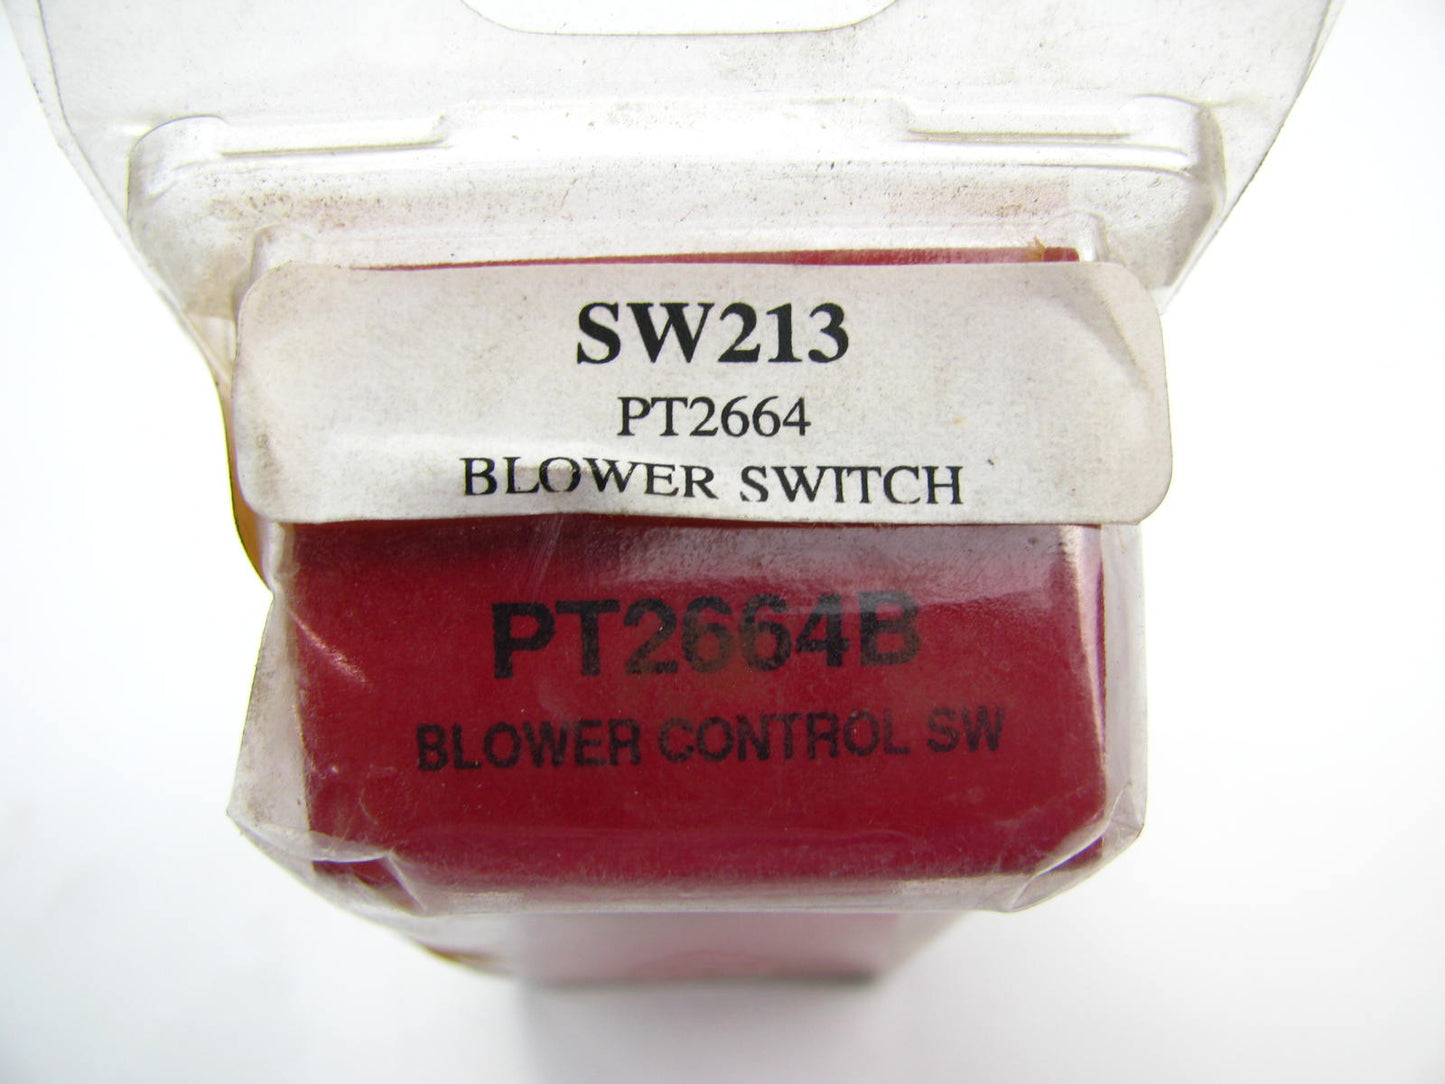 SW213
PT2664
BLOWER SWITCH
PT2664B
BLOWER CONTROL SW